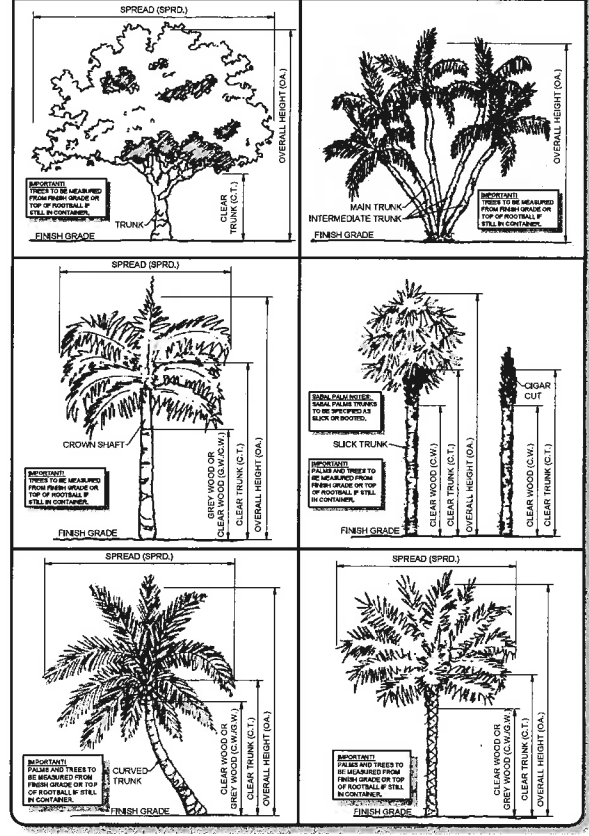 SPREAD (SPRD.)
OVERALL HEIGHT (OA.)
IMPORTANT!
TREES TO BE MEASURED
FROM FINISH GRADE OR
TOP OF ROOTBALL IF
STILL IN CONTAINER.
CLEAR
TRUNK (C.T.)
TRUNK
FINISH GRADE
OVERALL HEIGHT (OA.)
MAIN TRUNK
INTERMEDIATE TRUNK
IMPORTANT!
TREES TO BE MEASURED
FROM FINISH GRADE OR
TOP OF ROOTBALL IF
STILL IN CONTAINER.
FINISH GRADE
SPREAD (SPRD.)
CROWN SHAFT
IMPORTANT!
TREES TO BE MEASURED
FROM FINISH GRADE OR
TOP OF ROOTBALL IF
STILL IN CONTAINER.
GREY WOOD OR
CLEAR WOOD (G.W./C.W.)
CLEAR TRUNK (C.T.)
OVERALL HEIGHT (OA.)
FINISH GRADE
SABAL PALM NOTES:
SABAL PALMS TRUNKS
TO BE SPECIFIED AS
SLICK OR BOOTED.
SLICK TRUNK
IMPORTANT!
PALMS AND TREES TO
BE MEASURED FROM
FINISH GRADE OR TOP
OF ROOTBALL IF STILL
IN CONTAINER.
CLEAR WOOD (C.W.)
CLEAR TRUNK (C.T.)
OVERALL HEIGHT (OA.)
CIGAR
CUT
CLEAR WOOD (C.W.)
CLEAR TRUNK (C.T.)
FINISH GRADE
SPREAD (SPRD.)
IMPORTANT!
PALMS AND TREES TO
BE MEASURED FROM
FINISH GRADE OR TOP
OF ROOTBALL IF STILL
IN CONTAINER.
CURVED
TRUNK
CLEAR WOOD OR
GREY WOOD (C.W./G.W.)
CLEAR TRUNK (C.T.)
OVERALL HEIGHT (OA.)
FINISH GRADE
SPREAD (SPRD.)
IMPORTANT!
PALMS AND TREES TO
BE MEASURED FROM
FINISH GRADE OR TOP
OF ROOTBALL IF STILL
IN CONTAINER.
CLEAR WOOD OR
GREY WOOD (C.W./G.W.)
CLEAR TRUNK (C.T.)
OVERALL HEIGHT (OA.)
FINISH GRADE